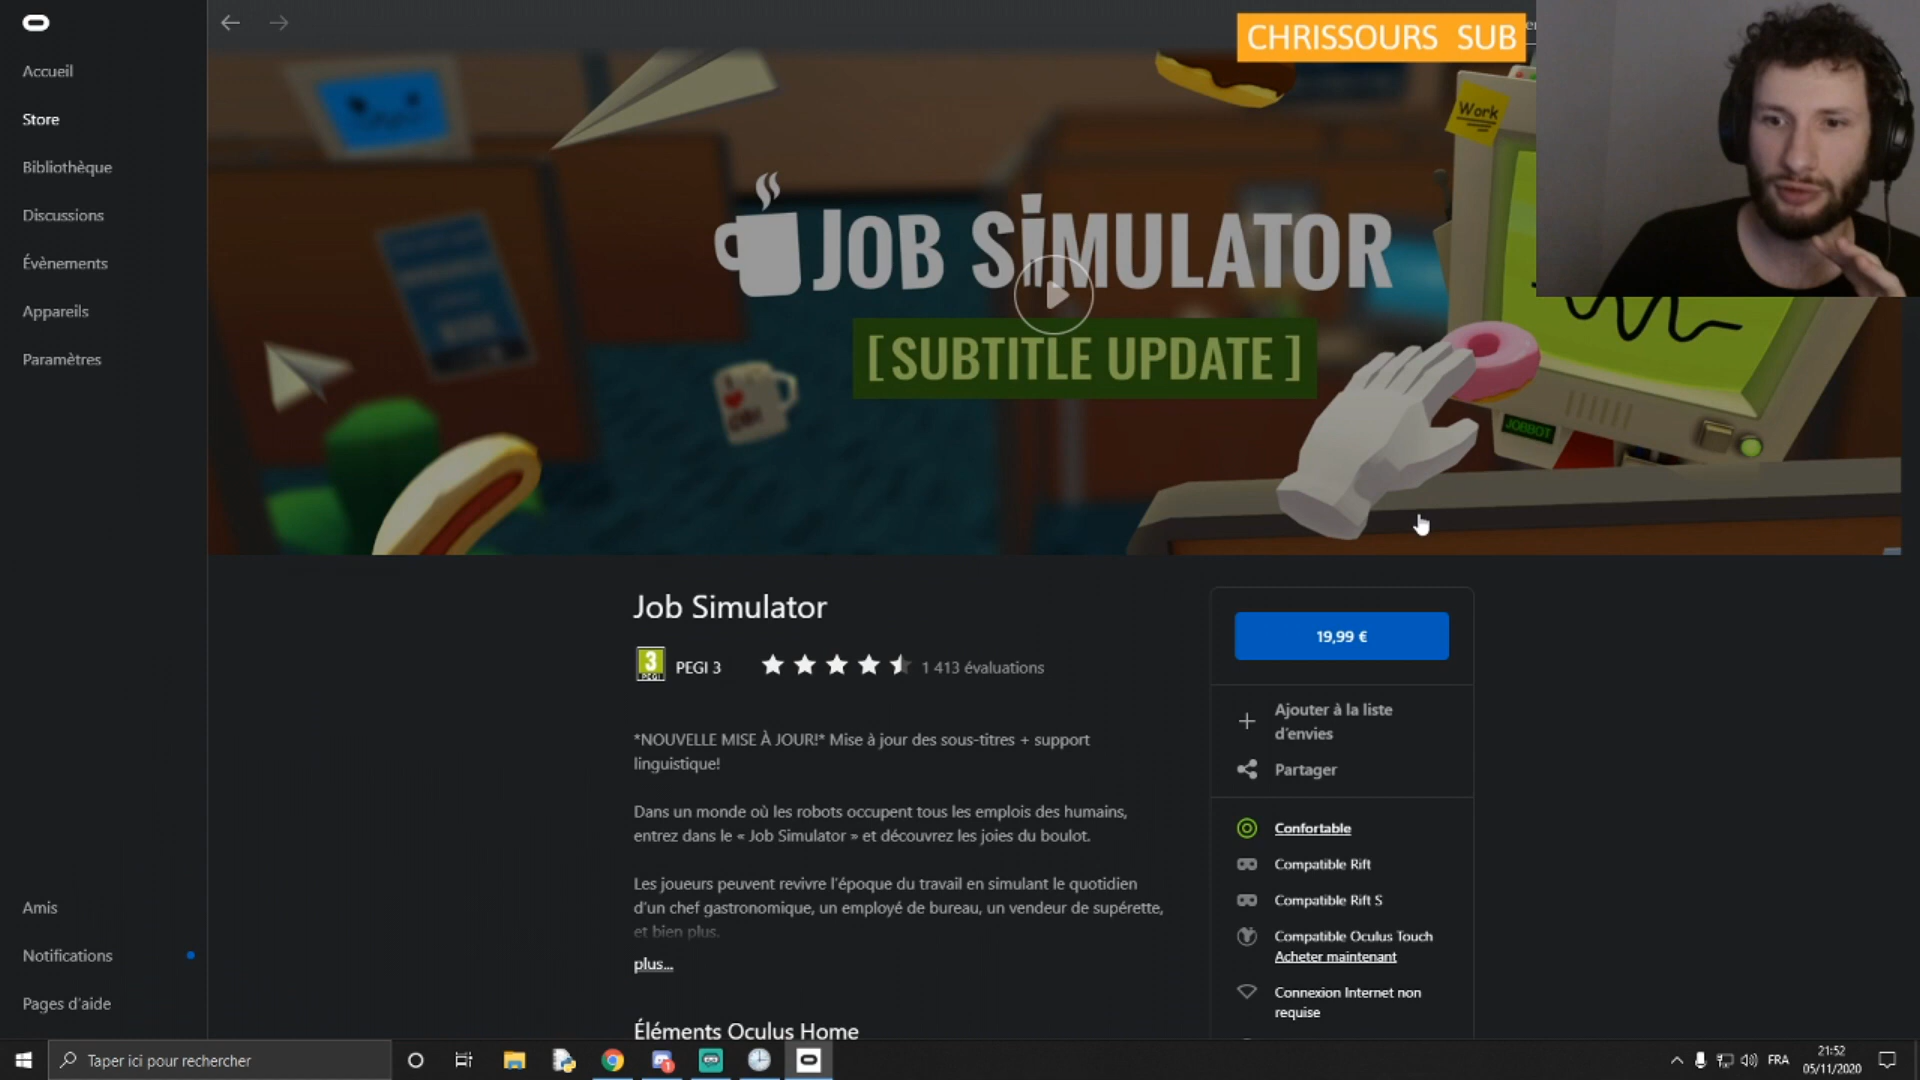 CHRISSOURS SUB
Accueil
Store
Bibliothèque
Discussions
Évènements
Appareils
Paramètres
Work
JOB SiMULATOR
[SUBTITLE UPDATE]
JOBBOT
Job Simulator
19,99 €
3
PEGI 3
1 413 évaluations
Ajouter à la liste
d'envies
Partager
*NOUVELLE MISE À JOUR!* Mise à jour des sous-titres + support
linguistique!
Dans un monde où les robots occupent tous les emplois des humains,
entrez dans le « Job Simulator » et découvrez les joies du boulot.
Les joueurs peuvent revivre l'époque du travail en simulant le quotidien
d'un chef gastronomique, un employé de bureau, un vendeur de supérette,
et bien plus.
plus...
Confortable
Compatible Rift
Compatible Rift S
Compatible Oculus Touch
Acheter maintenant
Connexion Internet non
requise
Éléments Oculus Home
Amis
Notifications
Pages d'aide
Taper ici pour rechercher
FRA
21:52
05/11/2020